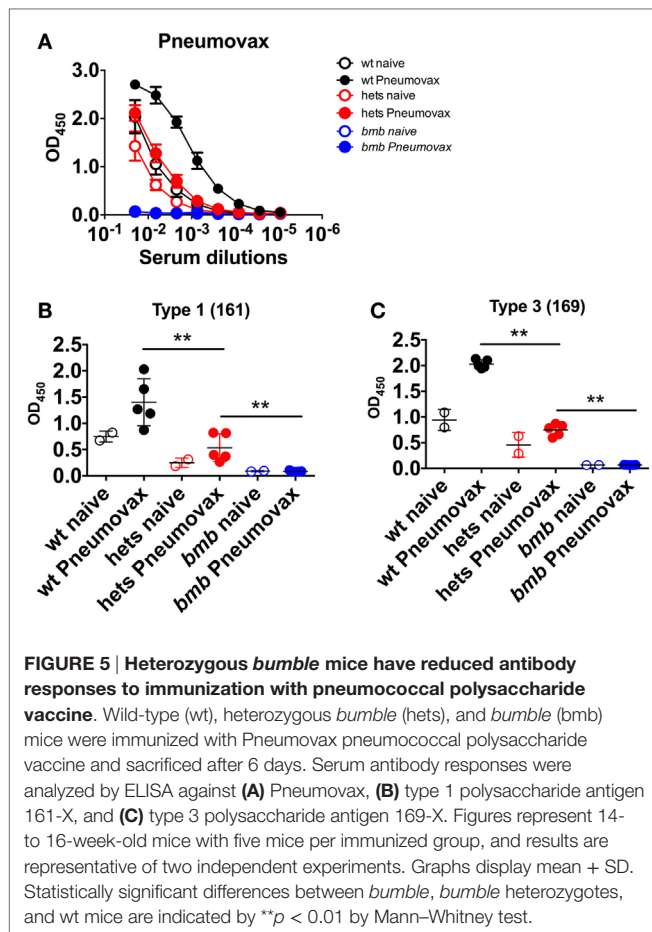 A
Pneumovax
OD450
3.0
2.0
1.0
0.0
10-1 10-2 10-3 10-4 10-5 10-6
Serum dilutions
wt naive
wt Pneumovax
hets naive
hets Pneumovax
bmb naive
bmb Pneumovax
B
Type 1 (161)
OD450
2.5
2.0
1.5
1.0
0.5
0.0
**
**
wt naive
wt Pneumovax
hets naive
hets Pneumovax
bmb naive
bmb Pneumovax
C
Type 3 (169)
OD450
2.5
2.0
1.5
1.0
0.5
0.0
**
**
wt naive
wt Pneumovax
hets naive
hets Pneumovax
bmb naive
bmb Pneumovax
FIGURE 5 | Heterozygous bumble mice have reduced antibody
responses to immunization with pneumococcal polysaccharide
vaccine. Wild-type (wt), heterozygous bumble (hets), and bumble (bmb)
mice were immunized with Pneumovax pneumococcal polysaccharide
vaccine and sacrificed after 6 days. Serum antibody responses were
analyzed by ELISA against (A) Pneumovax, (B) type 1 polysaccharide antigen
161-X, and (C) type 3 polysaccharide antigen 169-X. Figures represent 14-
to 16-week-old mice with five mice per immunized group, and results are
representative of two independent experiments. Graphs display mean + SD.
Statistically significant differences between bumble, bumble heterozygotes,
and wt mice are indicated by **p < 0.01 by Mann–Whitney test.